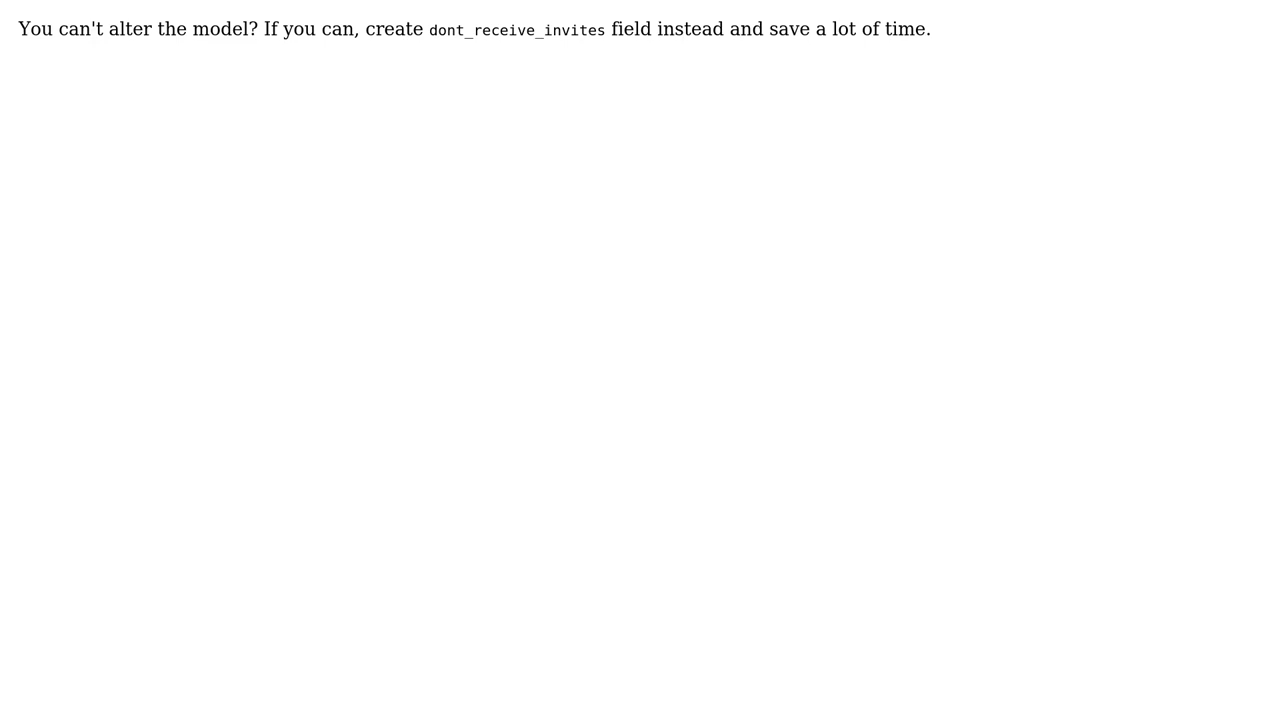 You can't alter the model? If you can, create dont_receive_invites field instead and save a lot of time.